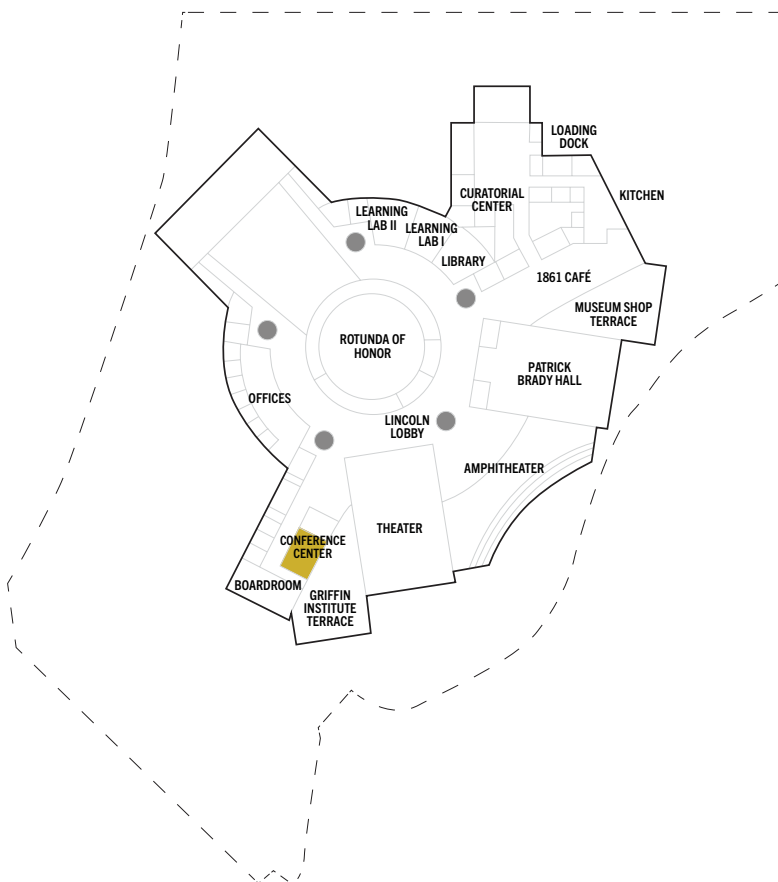 LOADING
DOCK
CURATORIAL
CENTER
KITCHEN
LEARNING
LAB II
LEARNING
LAB I
LIBRARY
1861 CAFÉ
MUSEUM SHOP
TERRACE
ROTUNDA OF
HONOR
PATRICK
BRADY HALL
OFFICES
LINCOLN
LOBBY
AMPHITHEATER
THEATER
CONFERENCE
CENTER
BOARDROOM
GRIFFIN
INSTITUTE
TERRACE